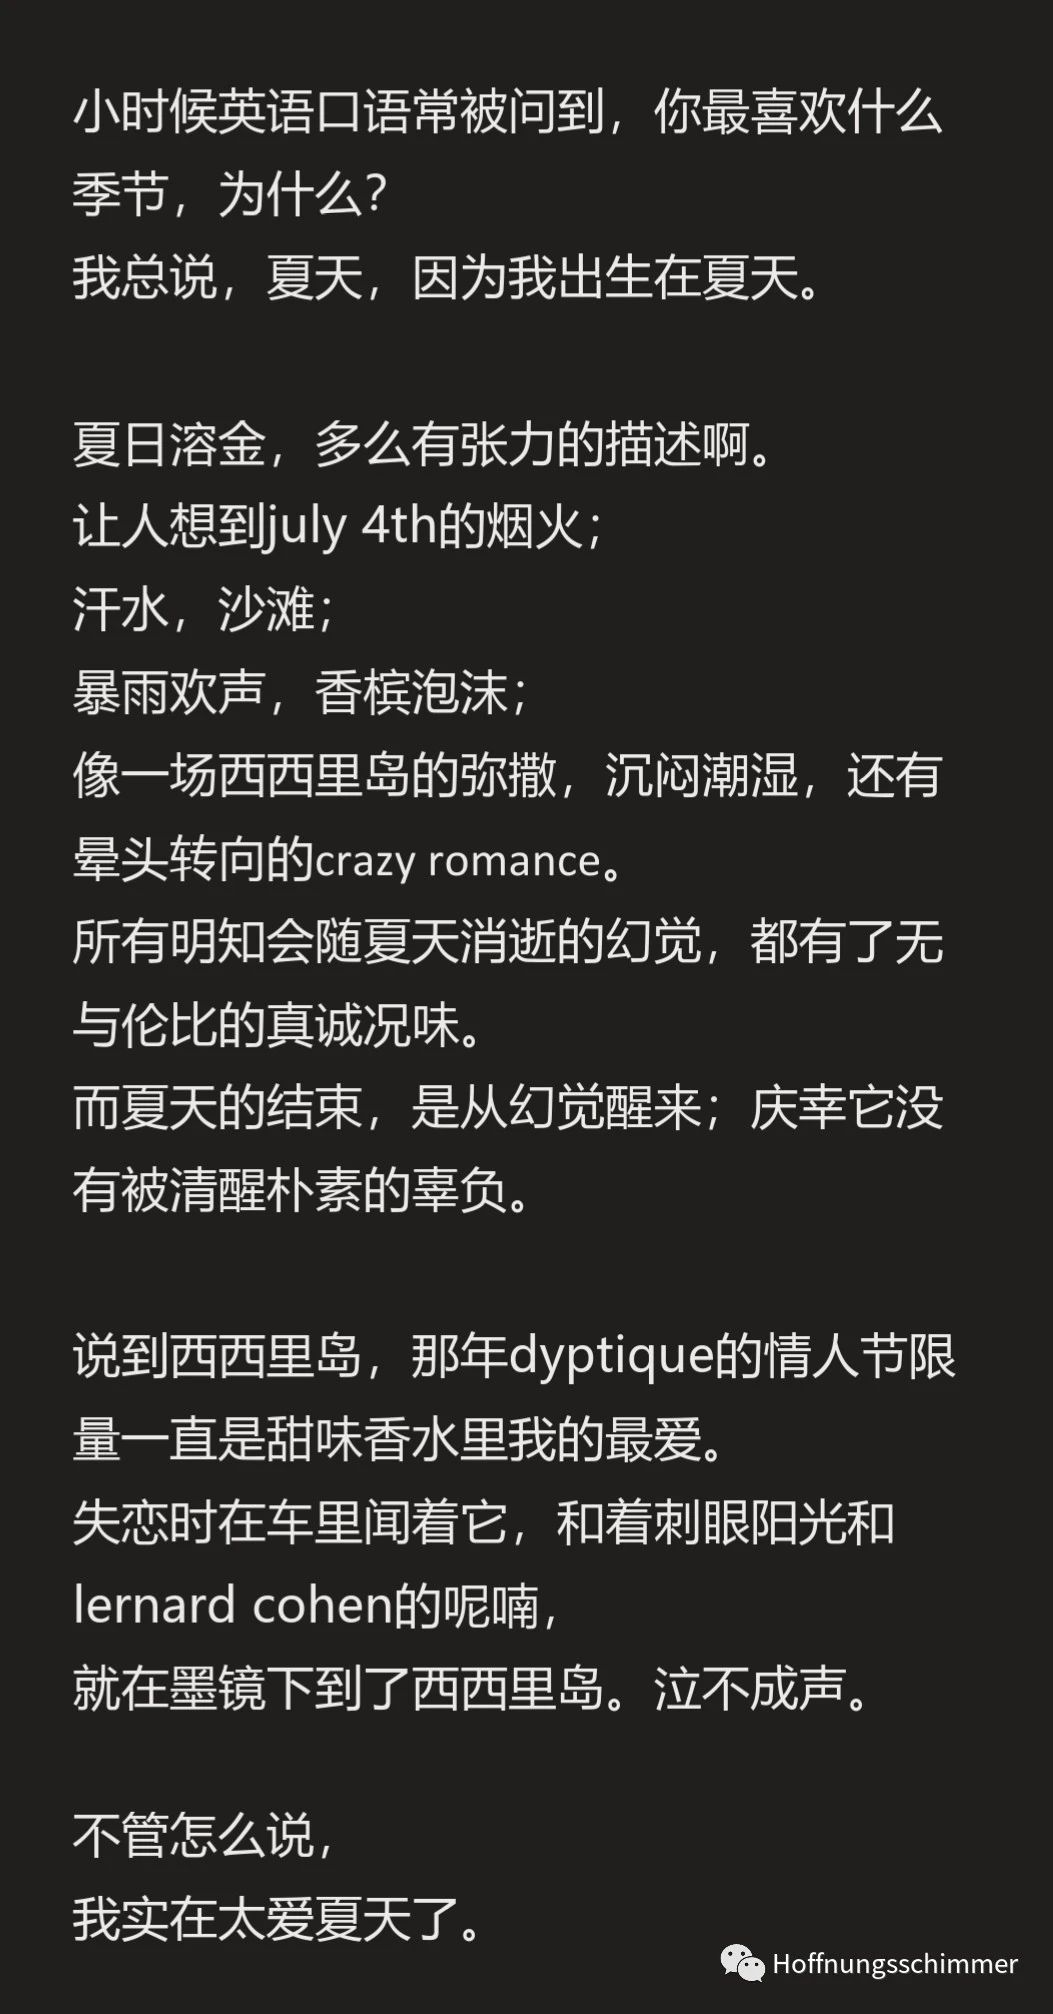 小时候英语口语常被问到，你最喜欢什么
季节，为什么？
我总说，夏天，因为我出生在夏天。
夏日溶金，多么有张力的描述啊。
让人想到july 4th的烟火；
汗水，沙滩；
暴雨欢声，香槟泡沫；
像一场西西里岛的弥撒，沉闷潮湿，还有
晕头转向的crazy romance。
所有明知会随夏天消逝的幻觉，都有了无
与伦比的真诚况味。
而夏天的结束，是从幻觉醒来；庆幸它没
有被清醒朴素的辜负。
说到西西里岛，那年dyptique的情人节限
量一直是甜味香水里我的最爱。
失恋时在车里闻着它，和着刺眼阳光和
lernard cohen的呢喃，
就在墨镜下到了西西里岛。泣不成声。
不管怎么说，
我实在太爱夏天了。
Hoffnungsschimmer